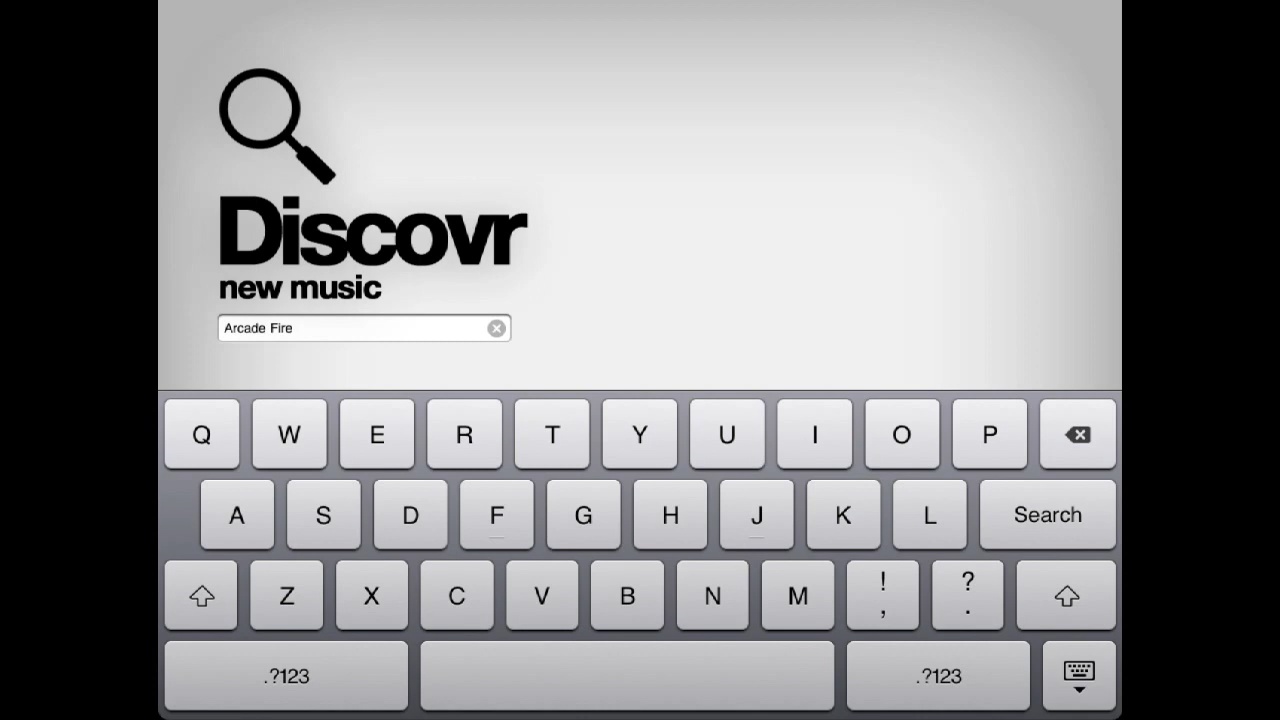 Discovr
new music
Arcade Fire
Q W E R T Y U I O P
A S D F G H J K L Search
Z X C V B N M ! , ? .
.?123 .?123